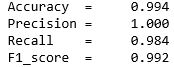 Accuracy = 0.994
Precision = 1.000
Recall = 0.984
F1_score = 0.992